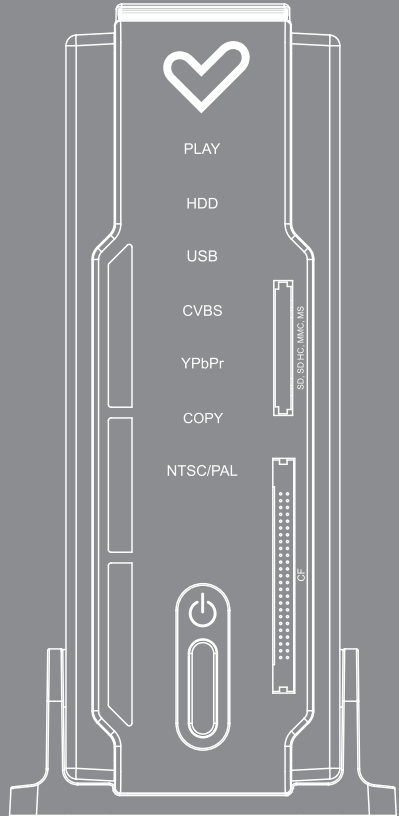 PLAY
HDD
USB
CVBS
YPbPr
COPY
NTSC/PAL
SD, SD HC, MMC, MS
CF